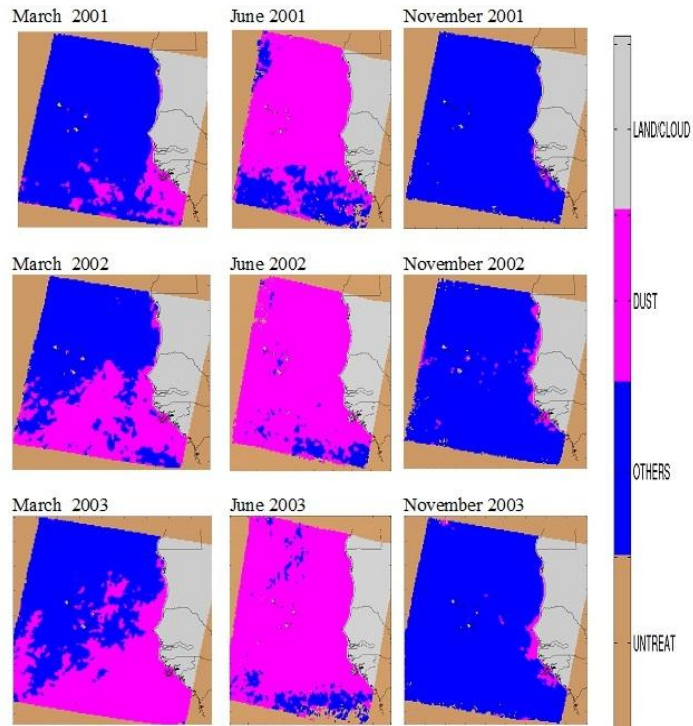 March 2001
June 2001
November 2001
March 2002
June 2002
November 2002
March 2003
June 2003
November 2003
LAND/CLOUD
DUST
OTHERS
UNTREAT